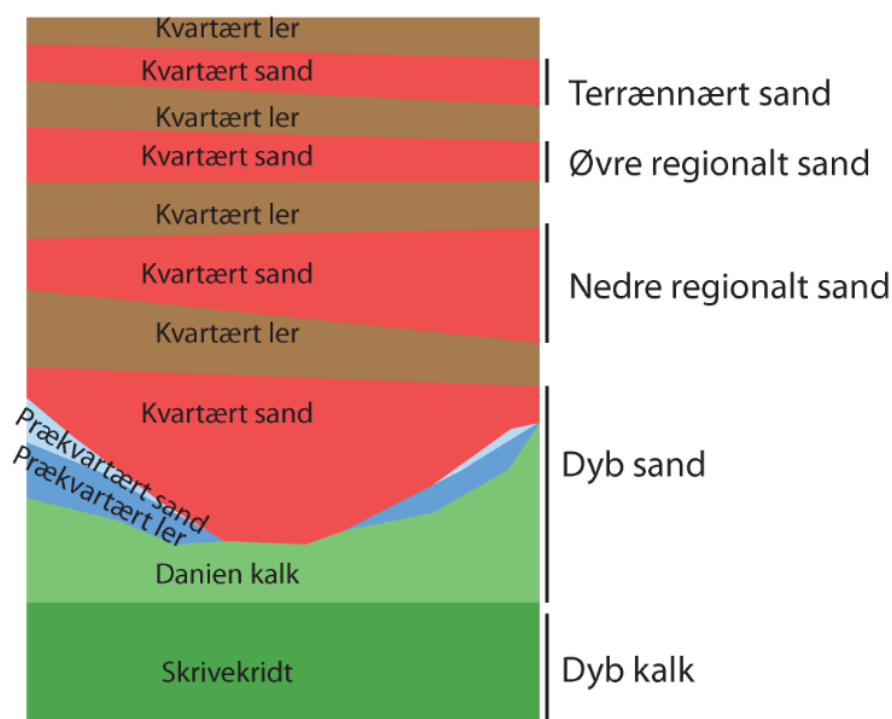 Kvartært ler
Kvartært sand
Terrænnært sand
Kvartært ler
Kvartært sand
Øvre regionalt sand
Kvartært ler
Kvartært sand
Nedre regionalt sand
Kvartært ler
Kvartært sand
Prækvartært sand
Prækvartært ler
Dyb sand
Danien kalk
Skrivekridt
Dyb kalk